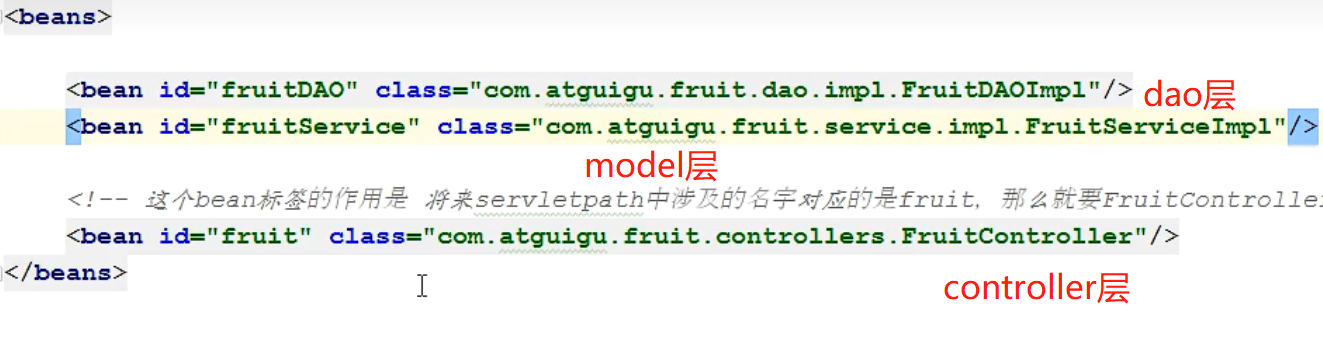 <beans>
<bean id="fruitDAO" class="com.atguigu.fruit.dao.impl.FruitDAOImpl"/> dao层
<bean id="fruitService" class="com.atguigu.fruit.service.impl.FruitServiceImpl"/>
model层
<!-- 这个bean标签的作用是 将来servletpath中涉及的名字对应的是fruit, 那么就要FruitController
<bean id="fruit" class="com.atguigu.fruit.controllers.FruitController"/>
</beans>
controller层